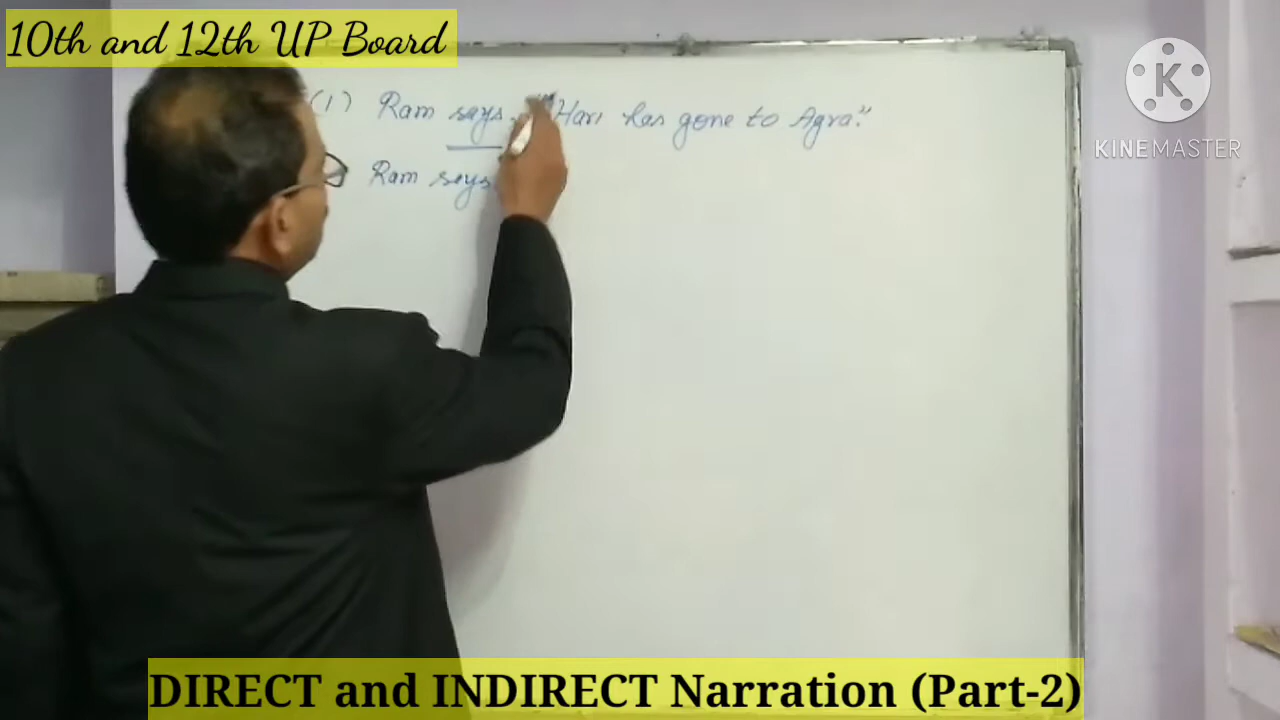 10th and 12th UP Board
(1) Ram says, "Hari has gone to Agra."
KINEMASTER
Ram says
DIRECT and INDIRECT Narration (Part-2)